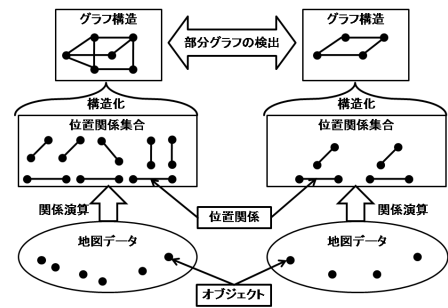 グラフ構造
部分グラフの検出
グラフ構造
構造化
構造化
位置関係集合
位置関係集合
関係演算
位置関係
関係演算
地図データ
地図データ
オブジェクト